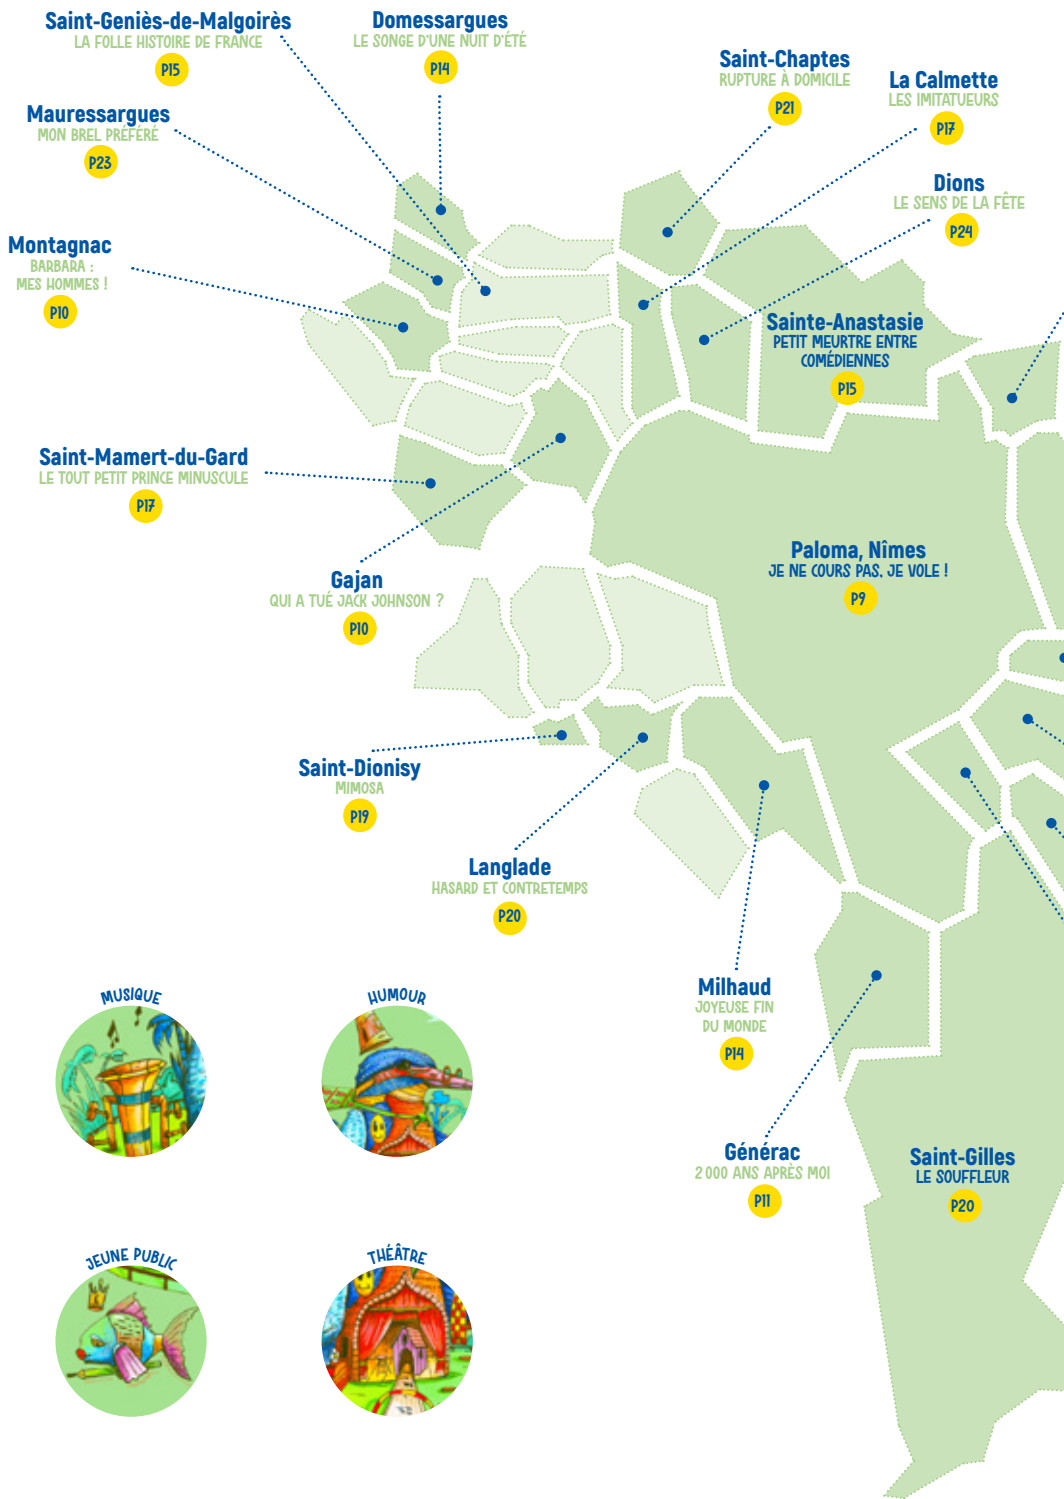 Saint-Geniès-de-Malgoirès
LA FOLLE HISTOIRE DE FRANCE
P15
Domessargues
LE SONGE D'UNE NUIT D'ÉTÉ
P14
Saint-Chaptes
RUPTURE À DOMICILE
P21
La Calmette
LES IMITATUEURS
P17
Mauressargues
MON BREL PRÉFÉRÉ
P23
Dions
LE SENS DE LA FÊTE
P24
Montagnac
BARBARA :
MES HOMMES !
P10
Sainte-Anastasie
PETIT MEURTRE ENTRE
COMÉDIENNES
P15
Saint-Mamert-du-Gard
LE TOUT PETIT PRINCE MINUSCULE
P17
Paloma, Nîmes
JE NE COURS PAS, JE VOLE !
P9
Gajan
QUI A TUÉ JACK JOHNSON ?
P10
Saint-Dionisy
MIMOSA
P19
Langlade
HASARD ET CONTRETEMPS
P20
Milhaud
JOYEUSE FIN
DU MONDE
P14
Générac
2 000 ANS APRÈS MOI
P11
Saint-Gilles
LE SOUFFLEUR
P20
MUSIQUE
HUMOUR
JEUNE PUBLIC
THÉÂTRE